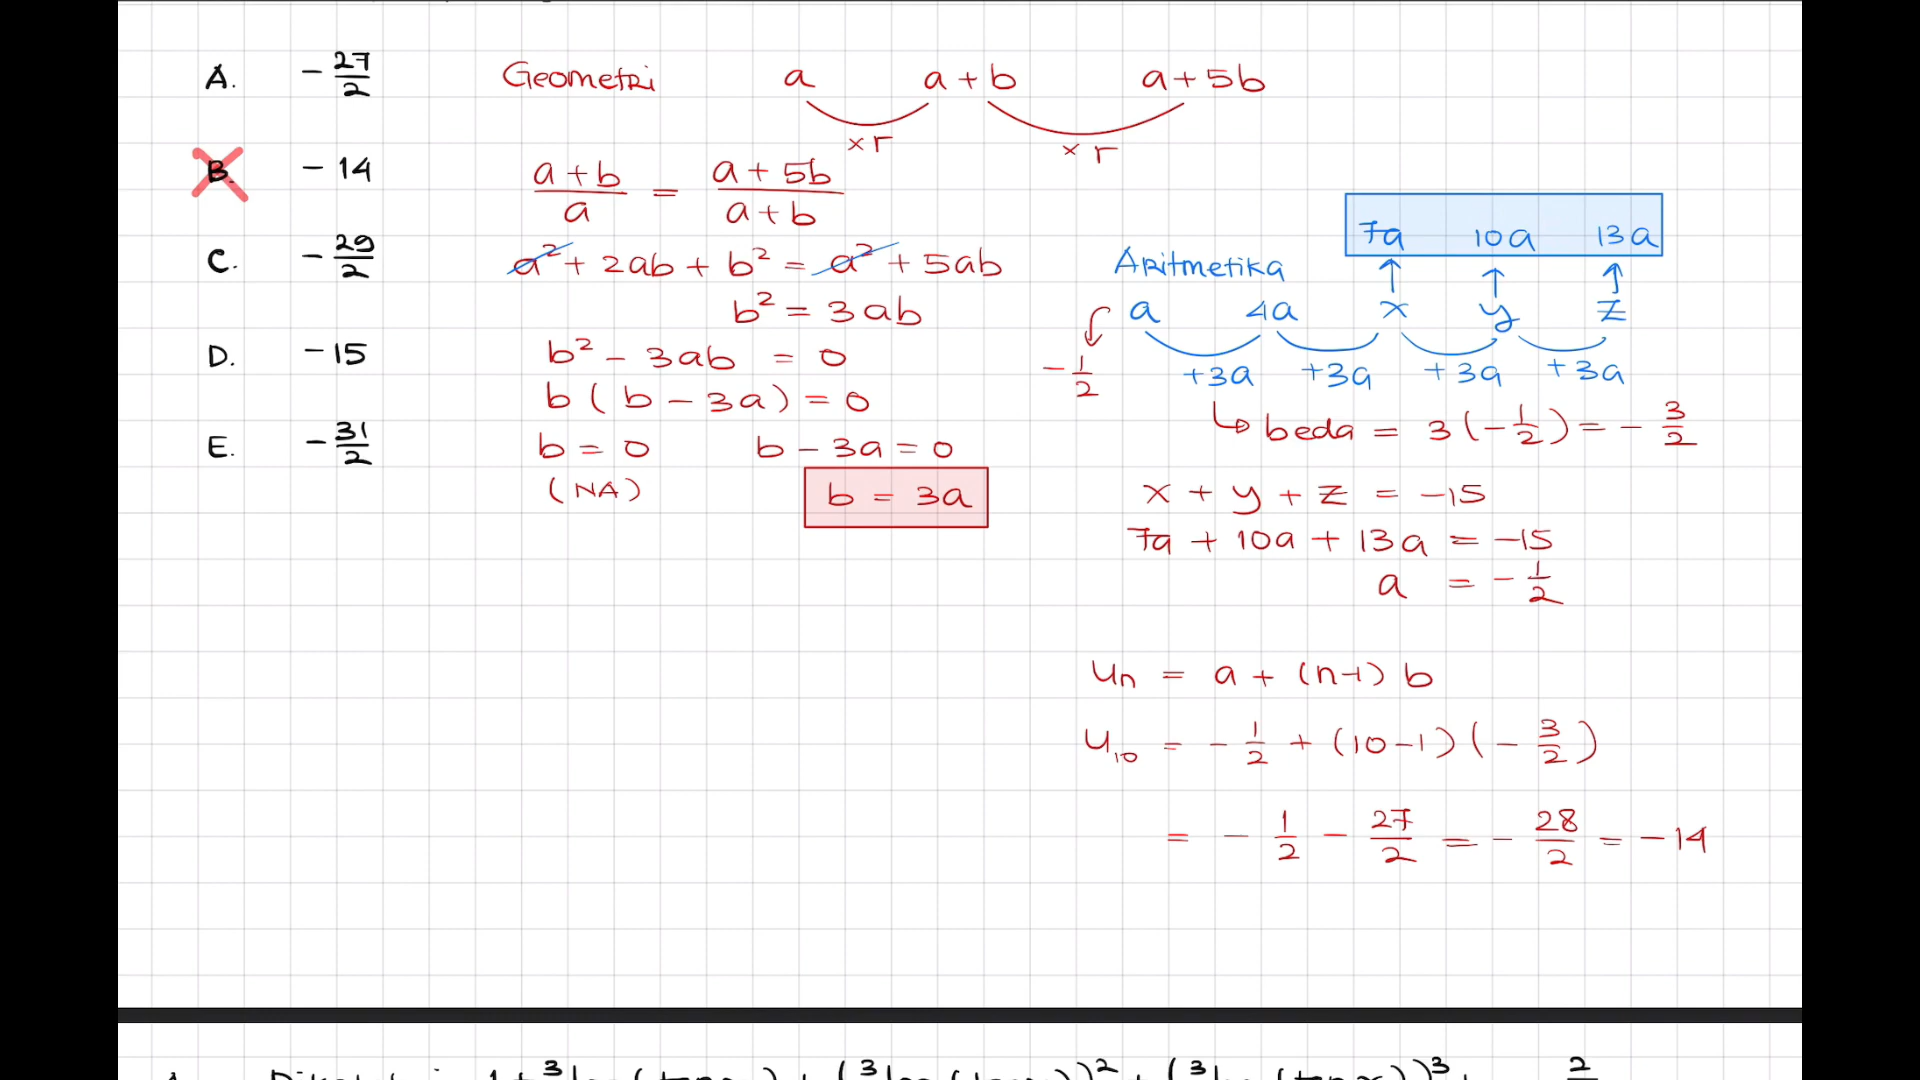 A. -27/2
B. -14
C. -29/2
D. -15
E. -31/2
Geometri a a+b a+5b
×r ×r
(a+b)/a = (a+5b)/(a+b)
a² + 2ab + b² = a² + 5ab
b² = 3ab
b² - 3ab = 0
b(b - 3a) = 0
b = 0 b - 3a = 0
(NA) b = 3a
7a 10a 13a
Aritmetika
a 4a x y z
-1/2 +3a +3a +3a +3a
beda = 3(-1/2) = -3/2
x + y + z = -15
7a + 10a + 13a = -15
a = -1/2
Un = a + (n-1) b
U₁₀ = -1/2 + (10-1)(-3/2)
= -1/2 - 27/2 = -28/2 = -14